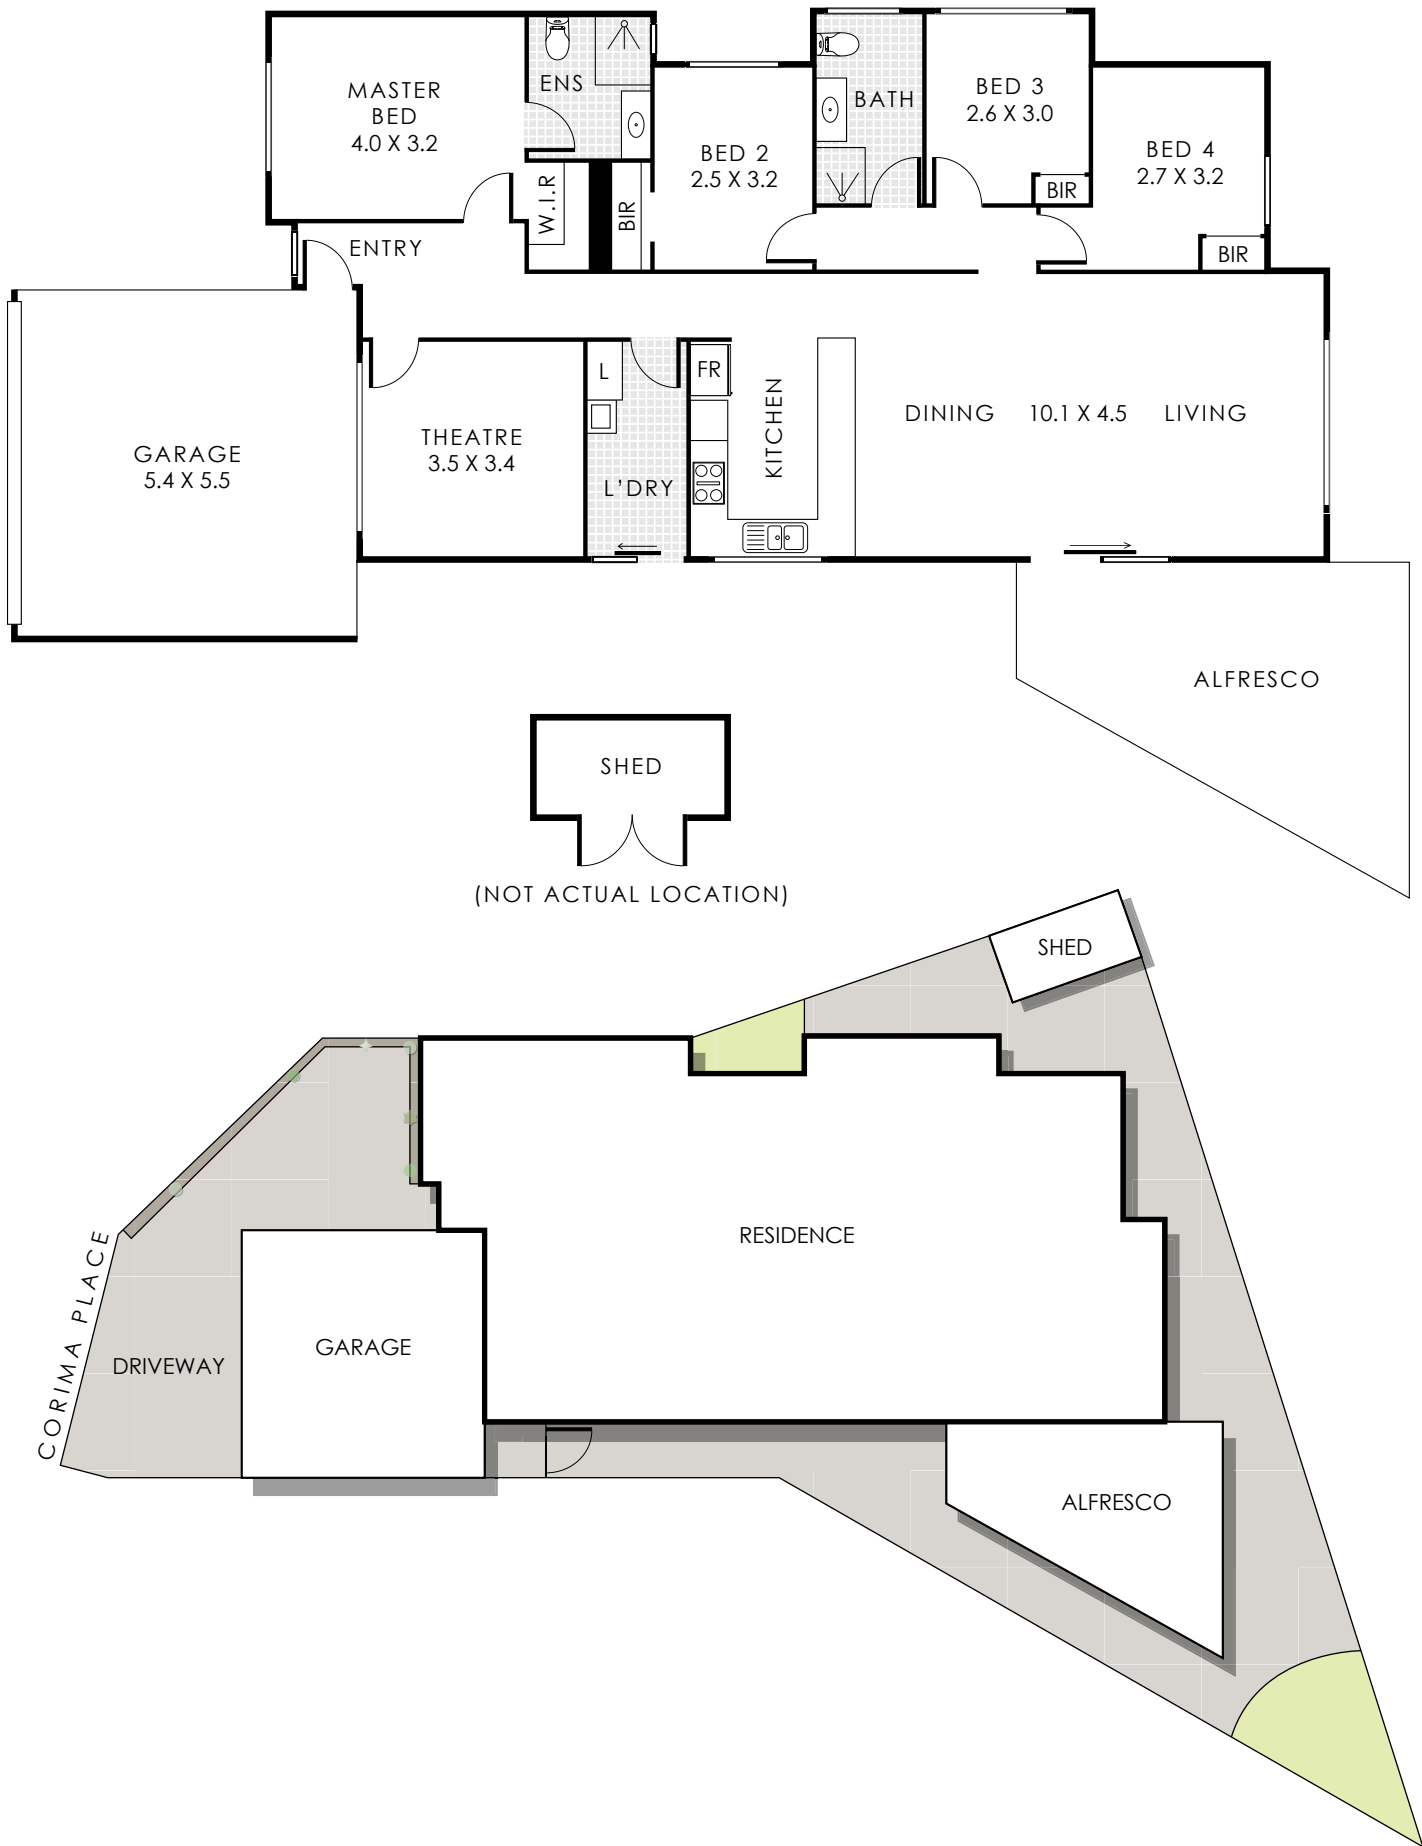 MASTER
BED
4.0 X 3.2
ENS
W.I.R
BIR
BED 2
2.5 X 3.2
BATH
BED 3
2.6 X 3.0
BIR
BED 4
2.7 X 3.2
BIR
ENTRY
GARAGE
5.4 X 5.5
THEATRE
3.5 X 3.4
L
L'DRY
FR
KITCHEN
DINING 10.1 X 4.5 LIVING
ALFRESCO
SHED
(NOT ACTUAL LOCATION)
SHED
RESIDENCE
GARAGE
DRIVEWAY
CORIMA PLACE
ALFRESCO